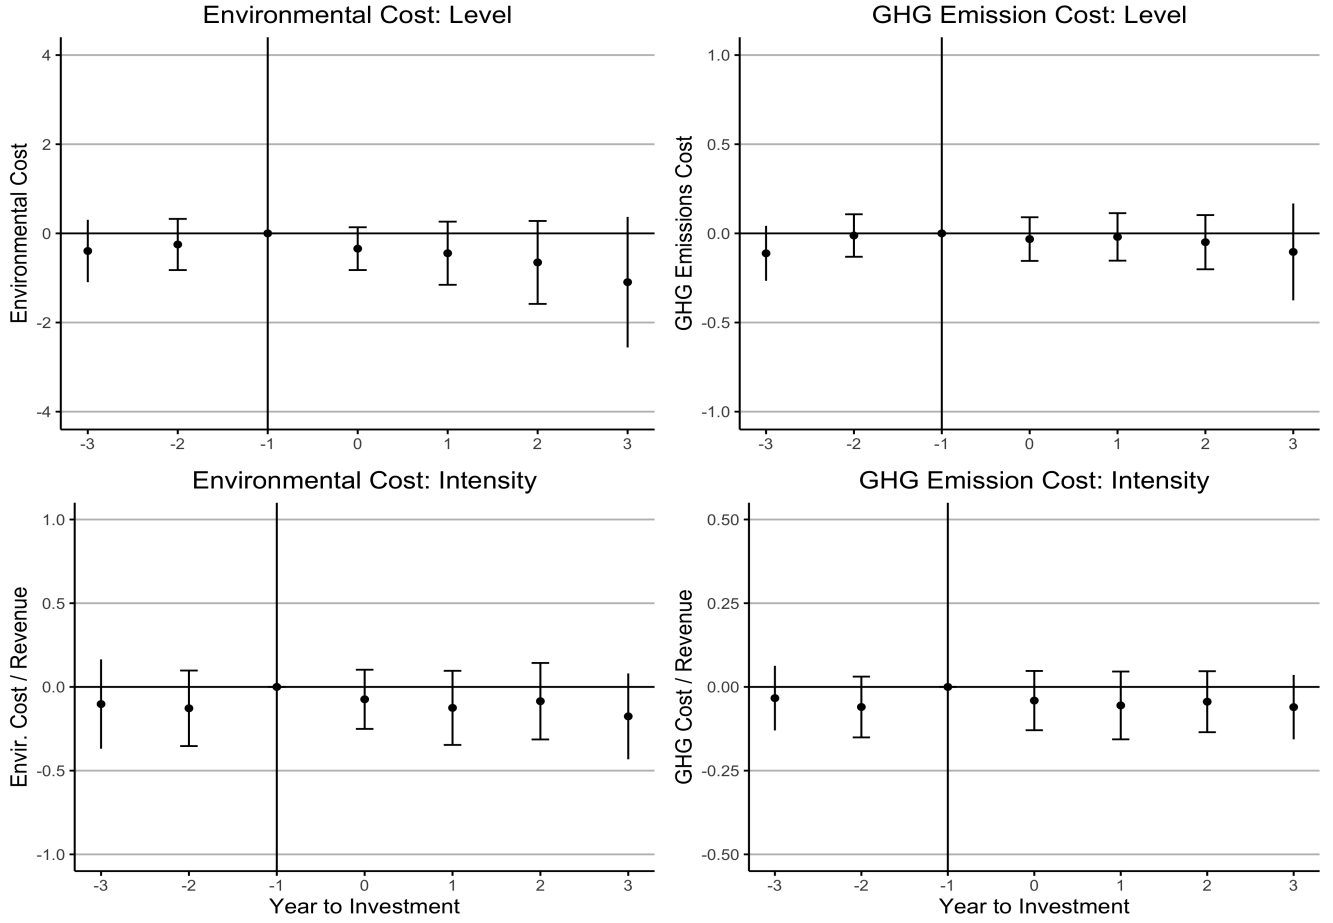 Environmental Cost: Level
Environmental Cost
4
2
0
-2
-4
-3 -2 -1 0 1 2 3
GHG Emission Cost: Level
GHG Emissions Cost
1.0
0.5
0.0
-0.5
-1.0
-3 -2 -1 0 1 2 3
Environmental Cost: Intensity
Envir. Cost / Revenue
1.0
0.5
0.0
-0.5
-1.0
-3 -2 -1 0 1 2 3
Year to Investment
GHG Emission Cost: Intensity
GHG Cost / Revenue
0.50
0.25
0.00
-0.25
-0.50
-3 -2 -1 0 1 2 3
Year to Investment